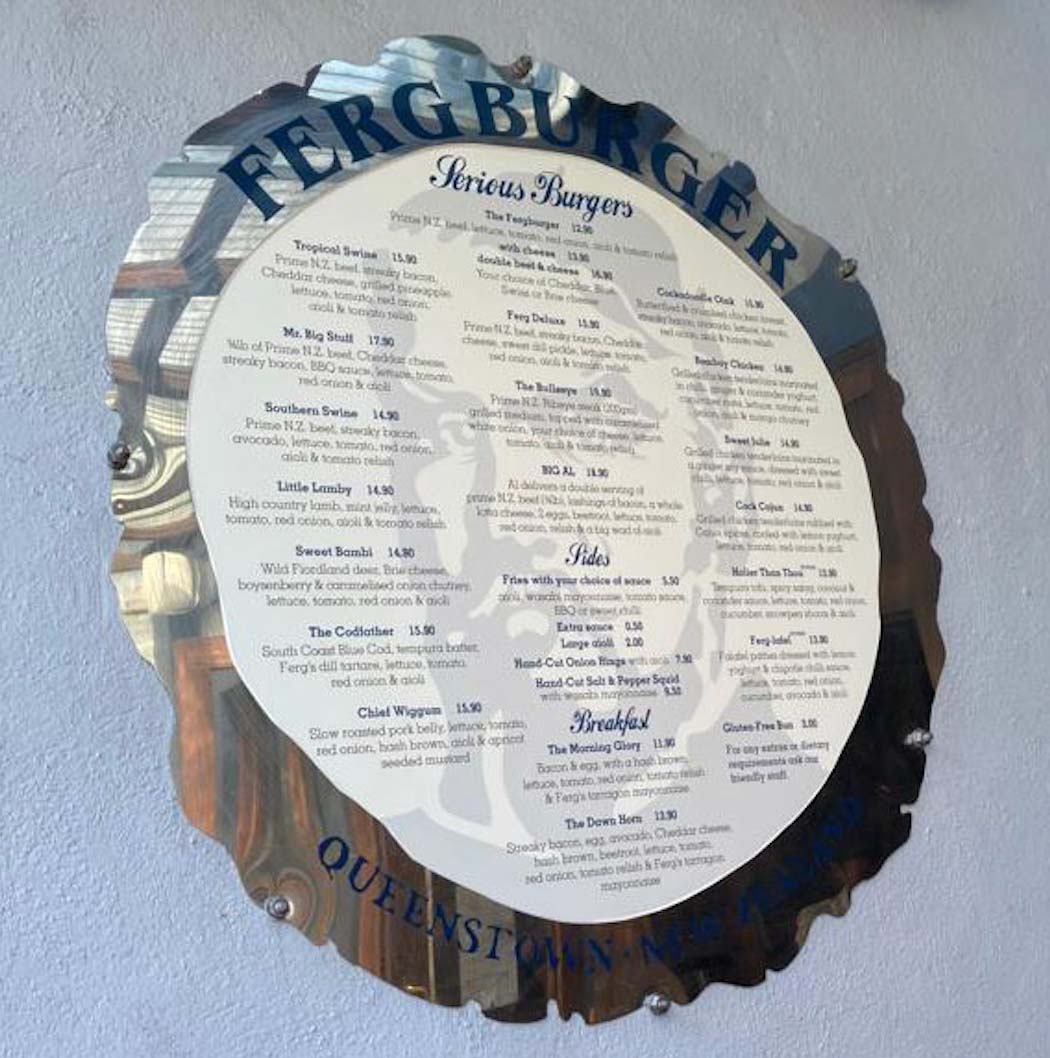 FERGBURGER
Serious Burgers
The Fergburger 12.90
Prime N.Z. beef, lettuce, tomato, red onion, aioli & tomato relish
with cheese 13.90
double beef & cheese 16.90
Your choice of Cheddar, Blue,
Swiss or Brie cheese
Tropical Swine 15.90
Prime N.Z. beef, streaky bacon,
Cheddar cheese, grilled pineapple,
lettuce, tomato, red onion,
aioli & tomato relish
Mr. Big Stuff 17.90
½lb of Prime N.Z. beef, Cheddar cheese,
streaky bacon, BBQ sauce, lettuce, tomato,
red onion & aioli
Southern Swine 14.90
Prime N.Z. beef, streaky bacon,
avocado, lettuce, tomato, red onion,
aioli & tomato relish
Little Lamby 14.90
High country lamb, mint jelly, lettuce,
tomato, red onion, aioli & tomato relish
Sweet Bambi 14.90
Wild Fiordland deer, Brie cheese,
boysenberry & caramelised onion chutney,
lettuce, tomato, red onion & aioli
The Codfather 15.90
South Coast Blue Cod, tempura batter,
Ferg's dill tartare, lettuce, tomato,
red onion & aioli
Chief Wiggum 15.90
Slow roasted pork belly, lettuce, tomato,
red onion, hash brown, aioli & apricot
seeded mustard
Ferg Deluxe 15.90
Prime N.Z. beef, streaky bacon, Cheddar
cheese, sweet dill pickle, lettuce, tomato,
red onion, aioli & tomato relish
The Bullseye
Prime N.Z. Ribeye steak (200gm)
grilled medium, topped with caramelised
white onion, your choice of cheese, lettuce,
tomato, aioli & tomato relish
BIG AL
Al delivers a double serving of
prime N.Z. beef (½lb), lashings of bacon, a whole
lotta cheese, 2 eggs, beetroot, lettuce, tomato,
red onion, relish & a big wad of aioli
Sides
Fries with your choice of sauce 5.50
aioli, wasabi mayonnaise, tomato sauce,
BBQ or sweet chilli
Extra sauce 0.50
Large aioli 2.00
Hand-Cut Onion Rings with aioli 7.90
Hand-Cut Salt & Pepper Squid
with wasabi mayonnaise 9.50
Breakfast
The Morning Glory 11.90
Bacon & egg, with a hash brown,
lettuce, tomato, red onion, tomato relish
& Ferg's tarragon mayonnaise
The Dawn Horn 13.90
Streaky bacon, egg, avocado, Cheddar cheese,
hash brown, beetroot, lettuce, tomato,
red onion, tomato relish & Ferg's tarragon
mayonnaise
Cockadoodle Oink
Butterflied & crumbed chicken breast,
streaky bacon, avocado, lettuce, tomato,
red onion, aioli & tomato relish
Bombay Chicken 14.90
Grilled chicken tenderloins marinated
in chilli, ginger & coriander yoghurt,
cucumber raita, lettuce, tomato, red
onion, aioli & mango chutney
Sweet Julie 14.90
Grilled chicken tenderloins marinated in
a ginger soy sauce, dressed with sweet
chilli, lettuce, tomato, red onion & aioli
Cock Cajun 14.90
Grilled chicken tenderloins rubbed with
Cajun spices, cooled with lemon yoghurt,
lettuce, tomato, red onion & aioli
Holier Than Thou 13.90
Tempura tofu, spicy satay, coconut &
coriander sauce, lettuce, tomato, red onion,
cucumber, snowpea shoots & aioli
Ferg-lafel 13.90
Falafel patties dressed with lemon
yoghurt & chipotle chilli sauce,
lettuce, tomato, red onion,
cucumber, avocado & aioli
Gluten-Free Bun 3.00
For any extras or dietary
requirements ask our
friendly staff.
QUEENSTOWN · NEW ZEALAND